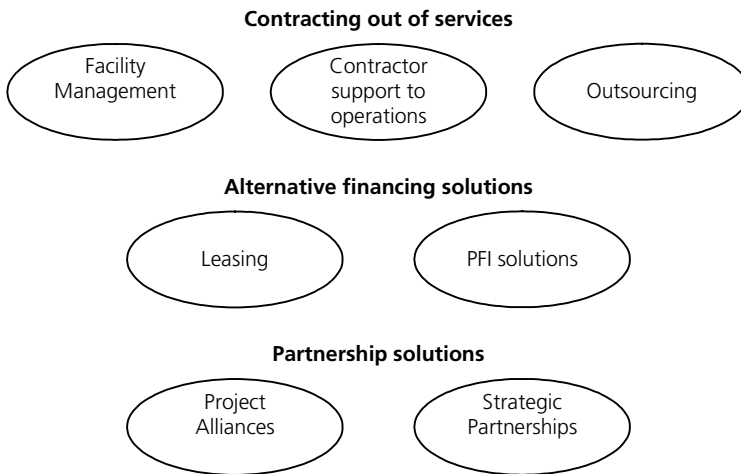 Contracting out of services
Facility
Management
Contractor
support to
operations
Outsourcing
Alternative financing solutions
Leasing
PFI solutions
Partnership solutions
Project
Alliances
Strategic
Partnerships